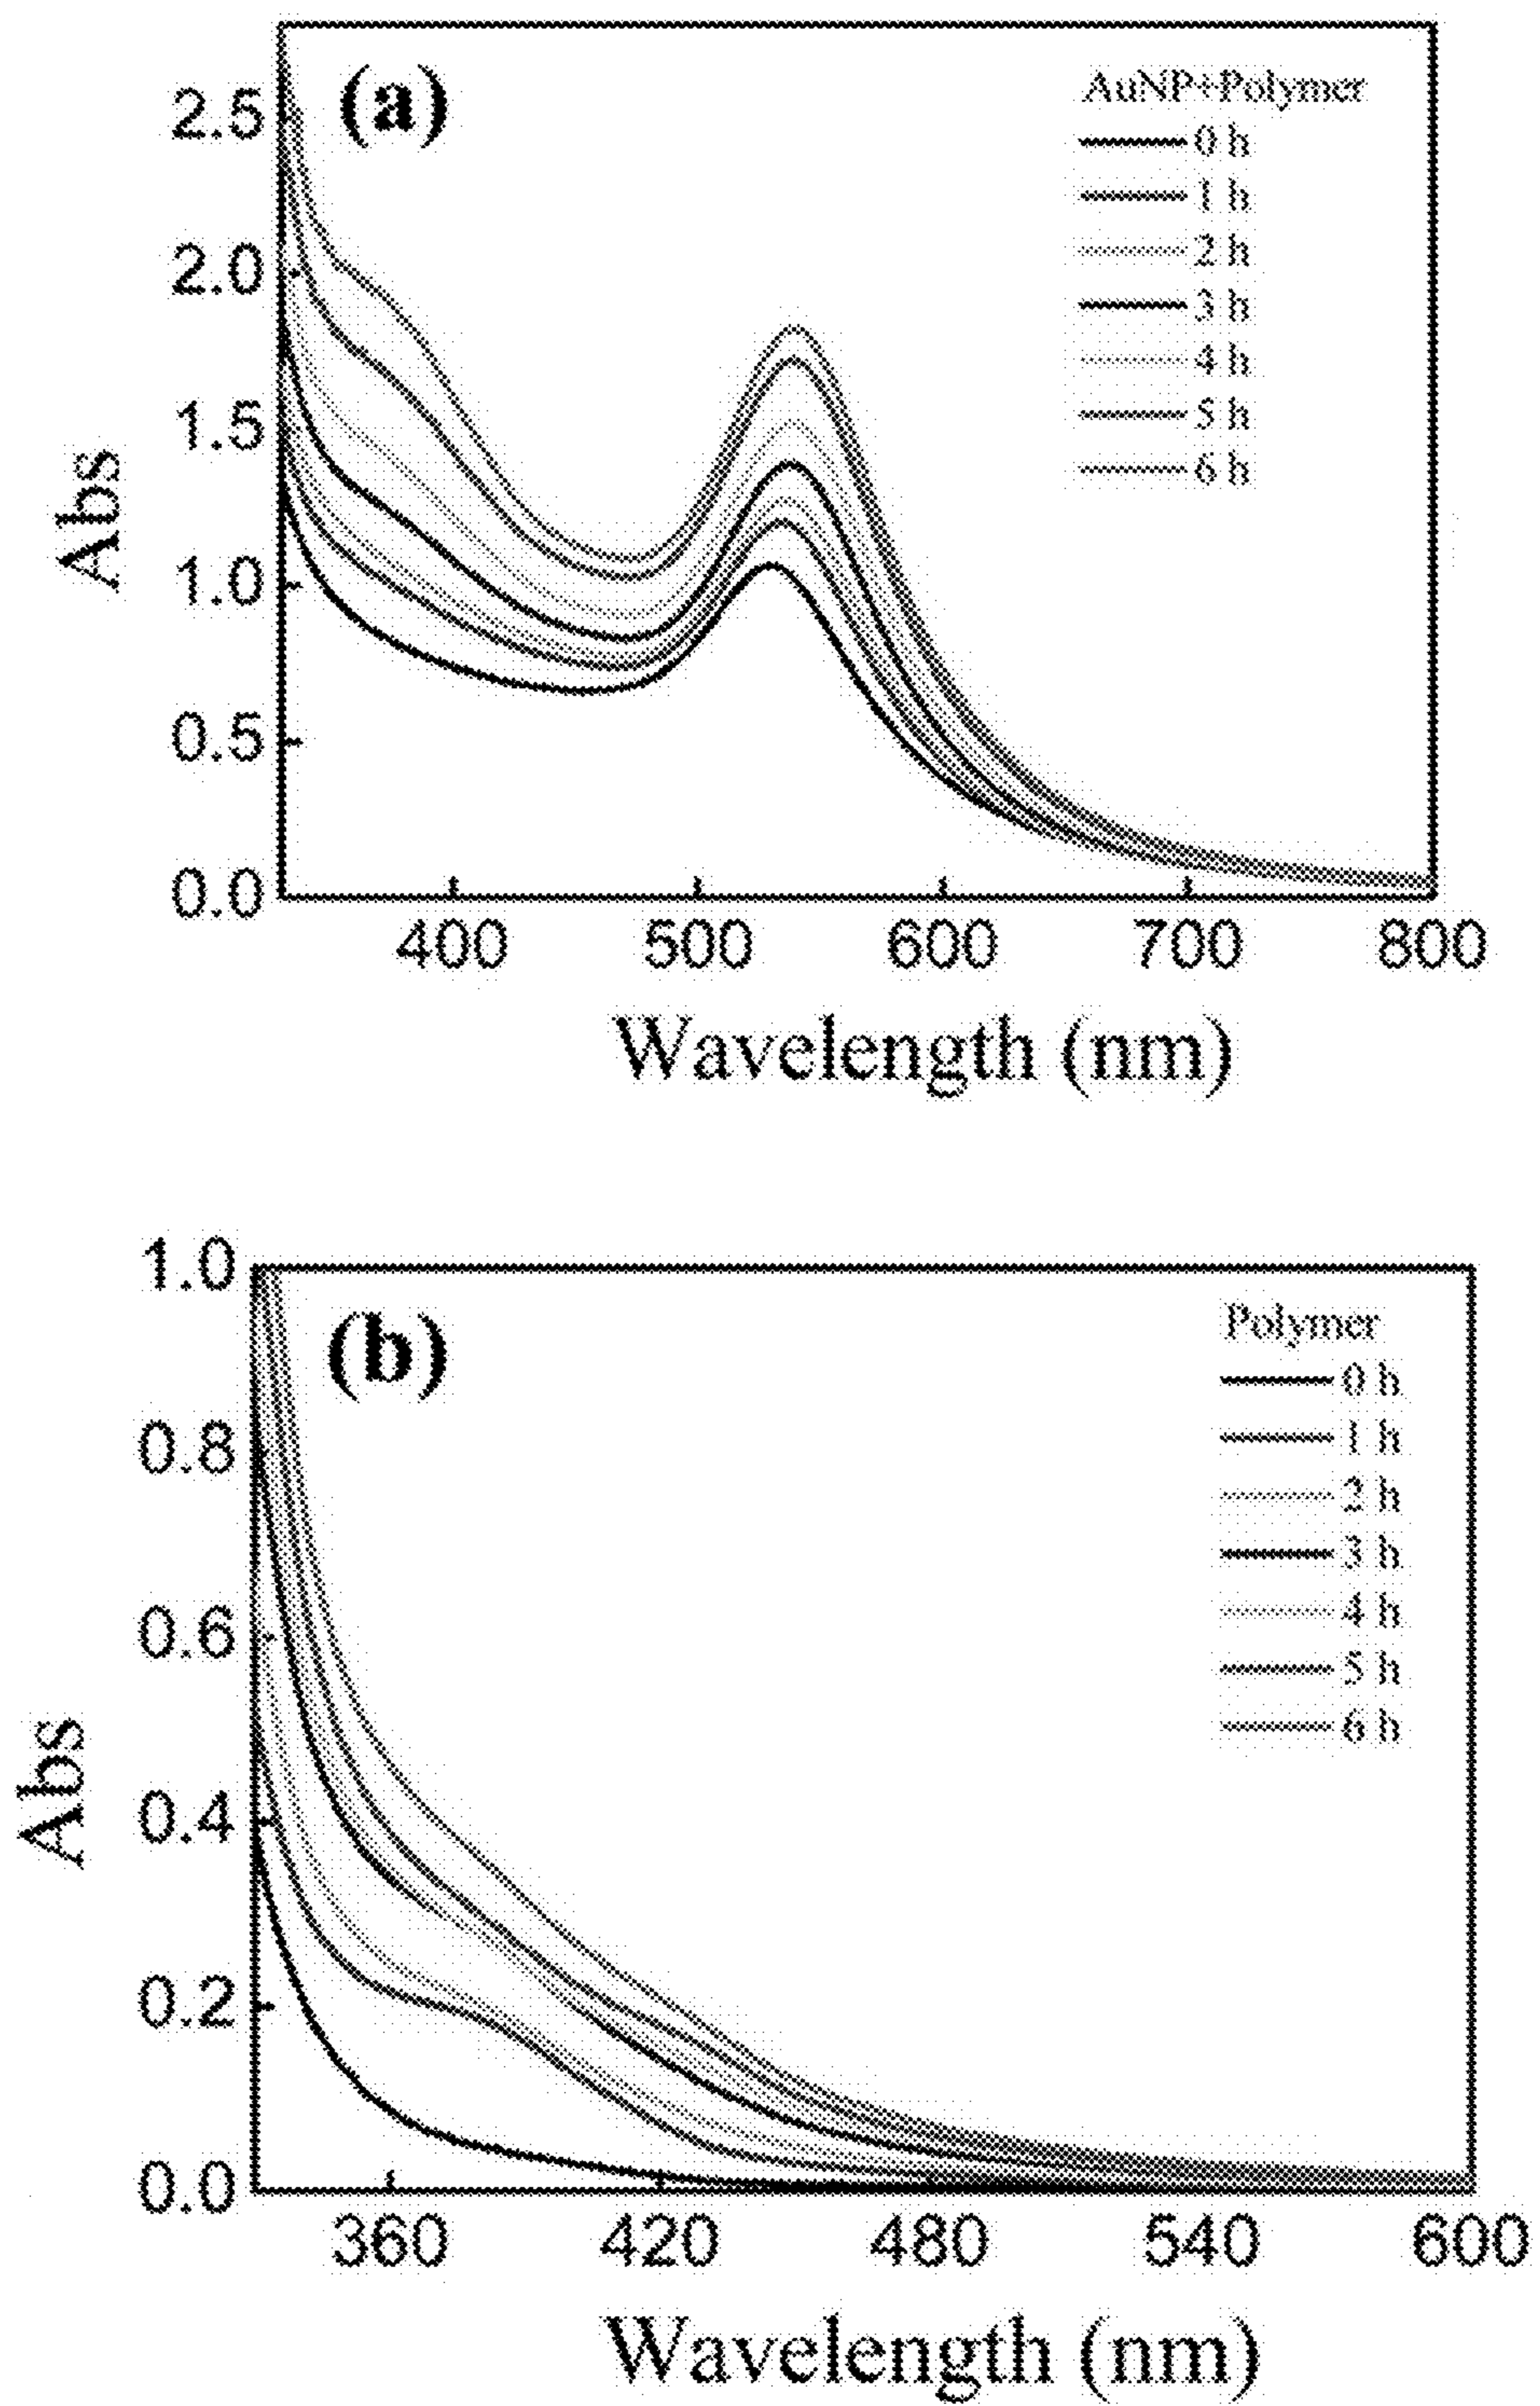 (a)
AuNP+Polymer
0 h
1 h
2 h
3 h
4 h
5 h
6 h
2.5
2.0
1.5
1.0
0.5
0.0
Abs
400 500 600 700 800
Wavelength (nm)
(b)
Polymer
0 h
1 h
2 h
3 h
4 h
5 h
6 h
1.0
0.8
0.6
0.4
0.2
0.0
Abs
360 420 480 540 600
Wavelength (nm)